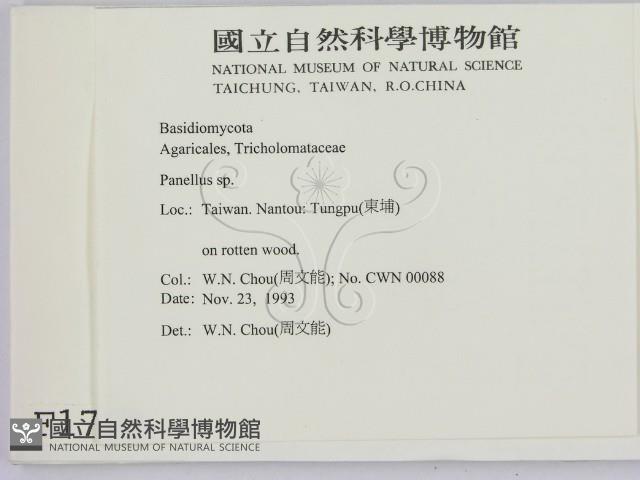 國立自然科學博物館
NATIONAL MUSEUM OF NATURAL SCIENCE
TAICHUNG, TAIWAN, R.O.CHINA
Basidiomycota
Agaricales, Tricholomataceae
Panellus sp.
Loc.: Taiwan. Nantou: Tungpu(東埔)
on rotten wood.
Col.: W.N. Chou(周文能); No. CWN 00088
Date: Nov. 23, 1993
Det.: W.N. Chou(周文能)
F17
國立自然科學博物館
NATIONAL MUSEUM OF NATURAL SCIENCE